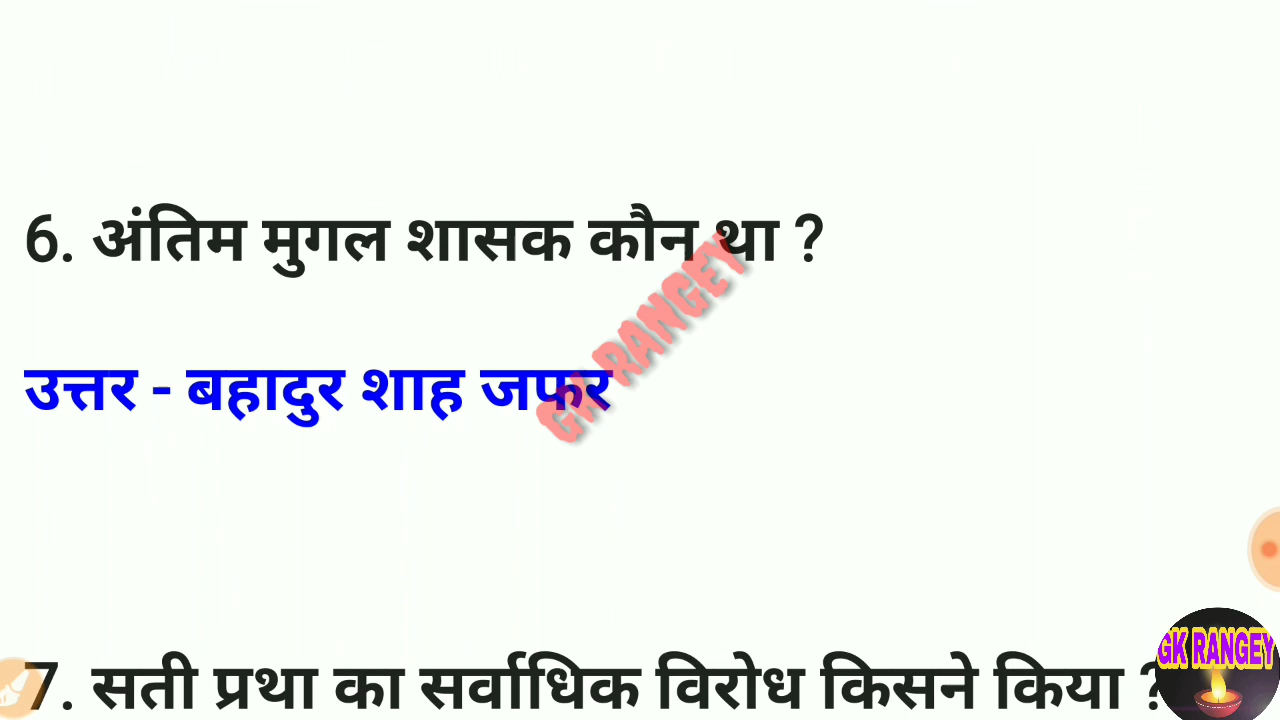 6. अंतिम मुगल शासक कौन था ?
उत्तर - बहादुर शाह जफर
GK RANGEY
7. सती प्रथा का सर्वाधिक विरोध किसने किया ?
GK RANGEY